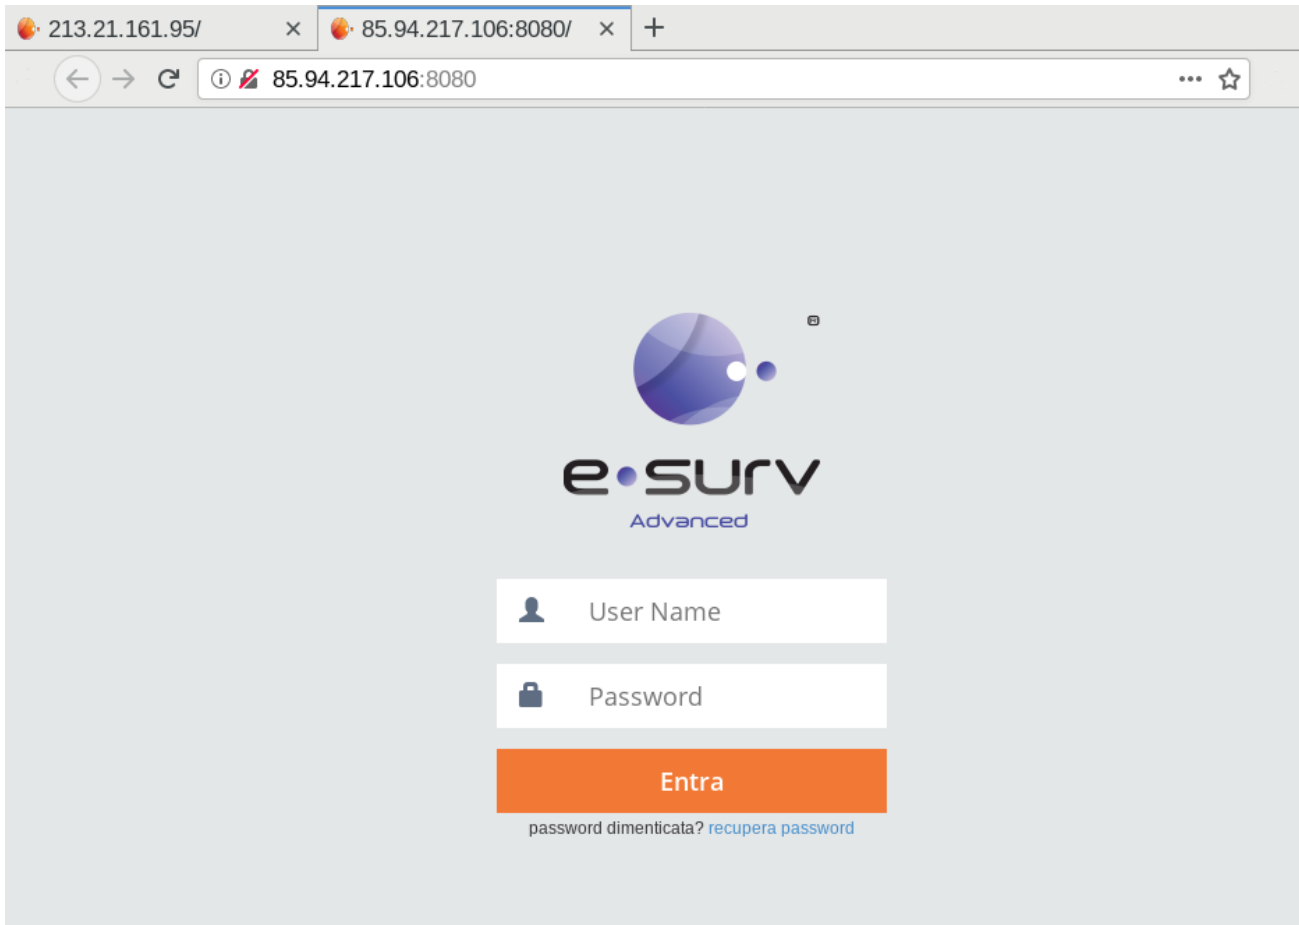 213.21.161.95/
85.94.217.106:8080/
85.94.217.106:8080
e•surv
Advanced
User Name
Password
Entra
password dimenticata? recupera password